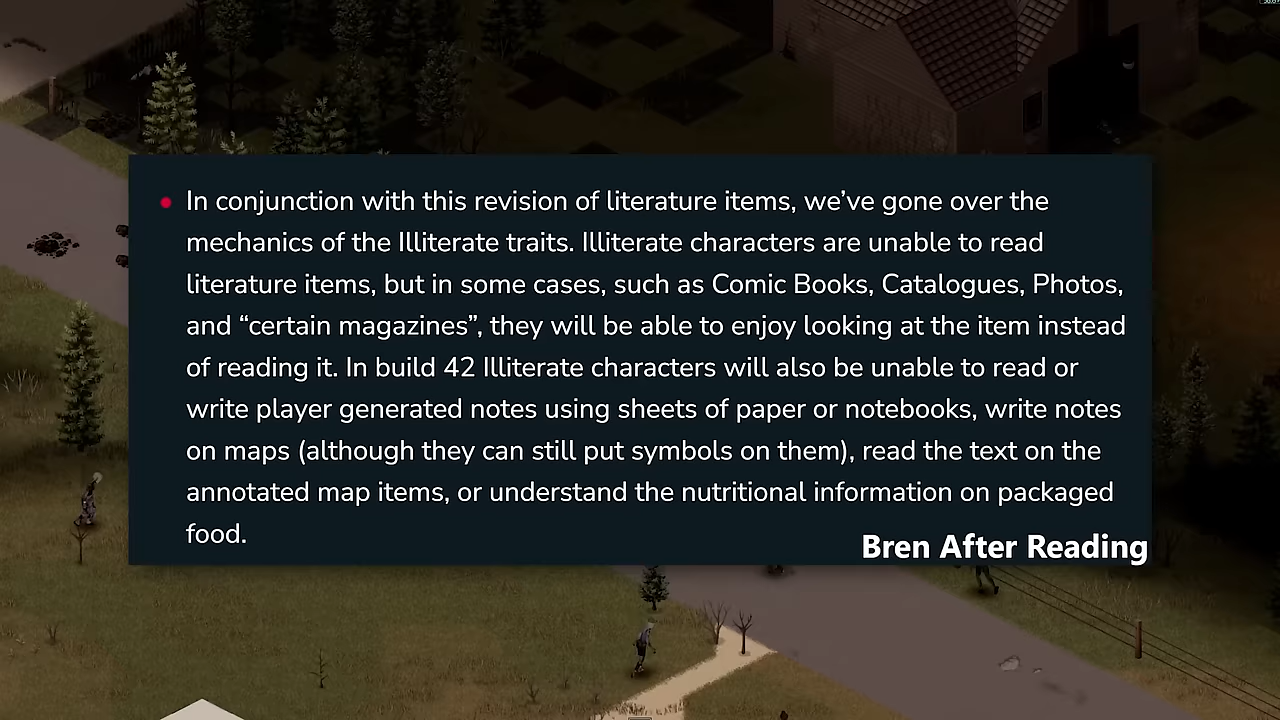 In conjunction with this revision of literature items, we’ve gone over the
mechanics of the Illiterate traits. Illiterate characters are unable to read
literature items, but in some cases, such as Comic Books, Catalogues, Photos,
and “certain magazines”, they will be able to enjoy looking at the item instead
of reading it. In build 42 Illiterate characters will also be unable to read or
write player generated notes using sheets of paper or notebooks, write notes
on maps (although they can still put symbols on them), read the text on the
annotated map items, or understand the nutritional information on packaged
food.
Bren After Reading